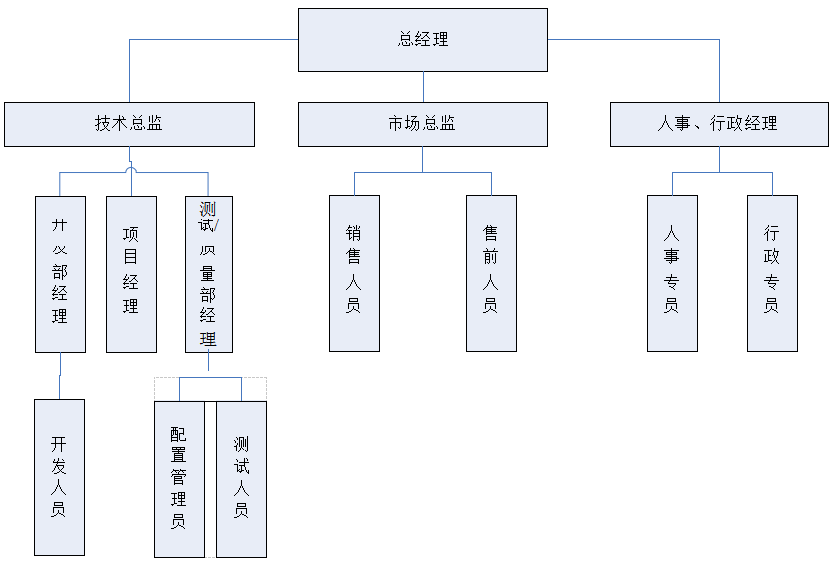 总经理
技术总监
市场总监
人事、行政经理
开发部经理
项目经理
测试/质量部经理
销售人员
售前人员
人事专员
行政专员
开发人员
配置管理员
测试人员